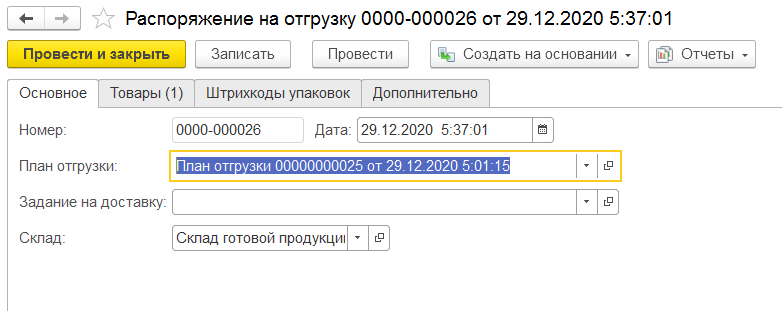 Распоряжение на отгрузку 0000-000026 от 29.12.2020 5:37:01
Провести и закрыть Записать Провести Создать на основании Отчеты
Основное Товары (1) Штрихкоды упаковок Дополнительно
Номер: 0000-000026 Дата: 29.12.2020 5:37:01
План отгрузки: План отгрузки 00000000025 от 29.12.2020 5:01:15
Задание на доставку:
Склад: Склад готовой продукции